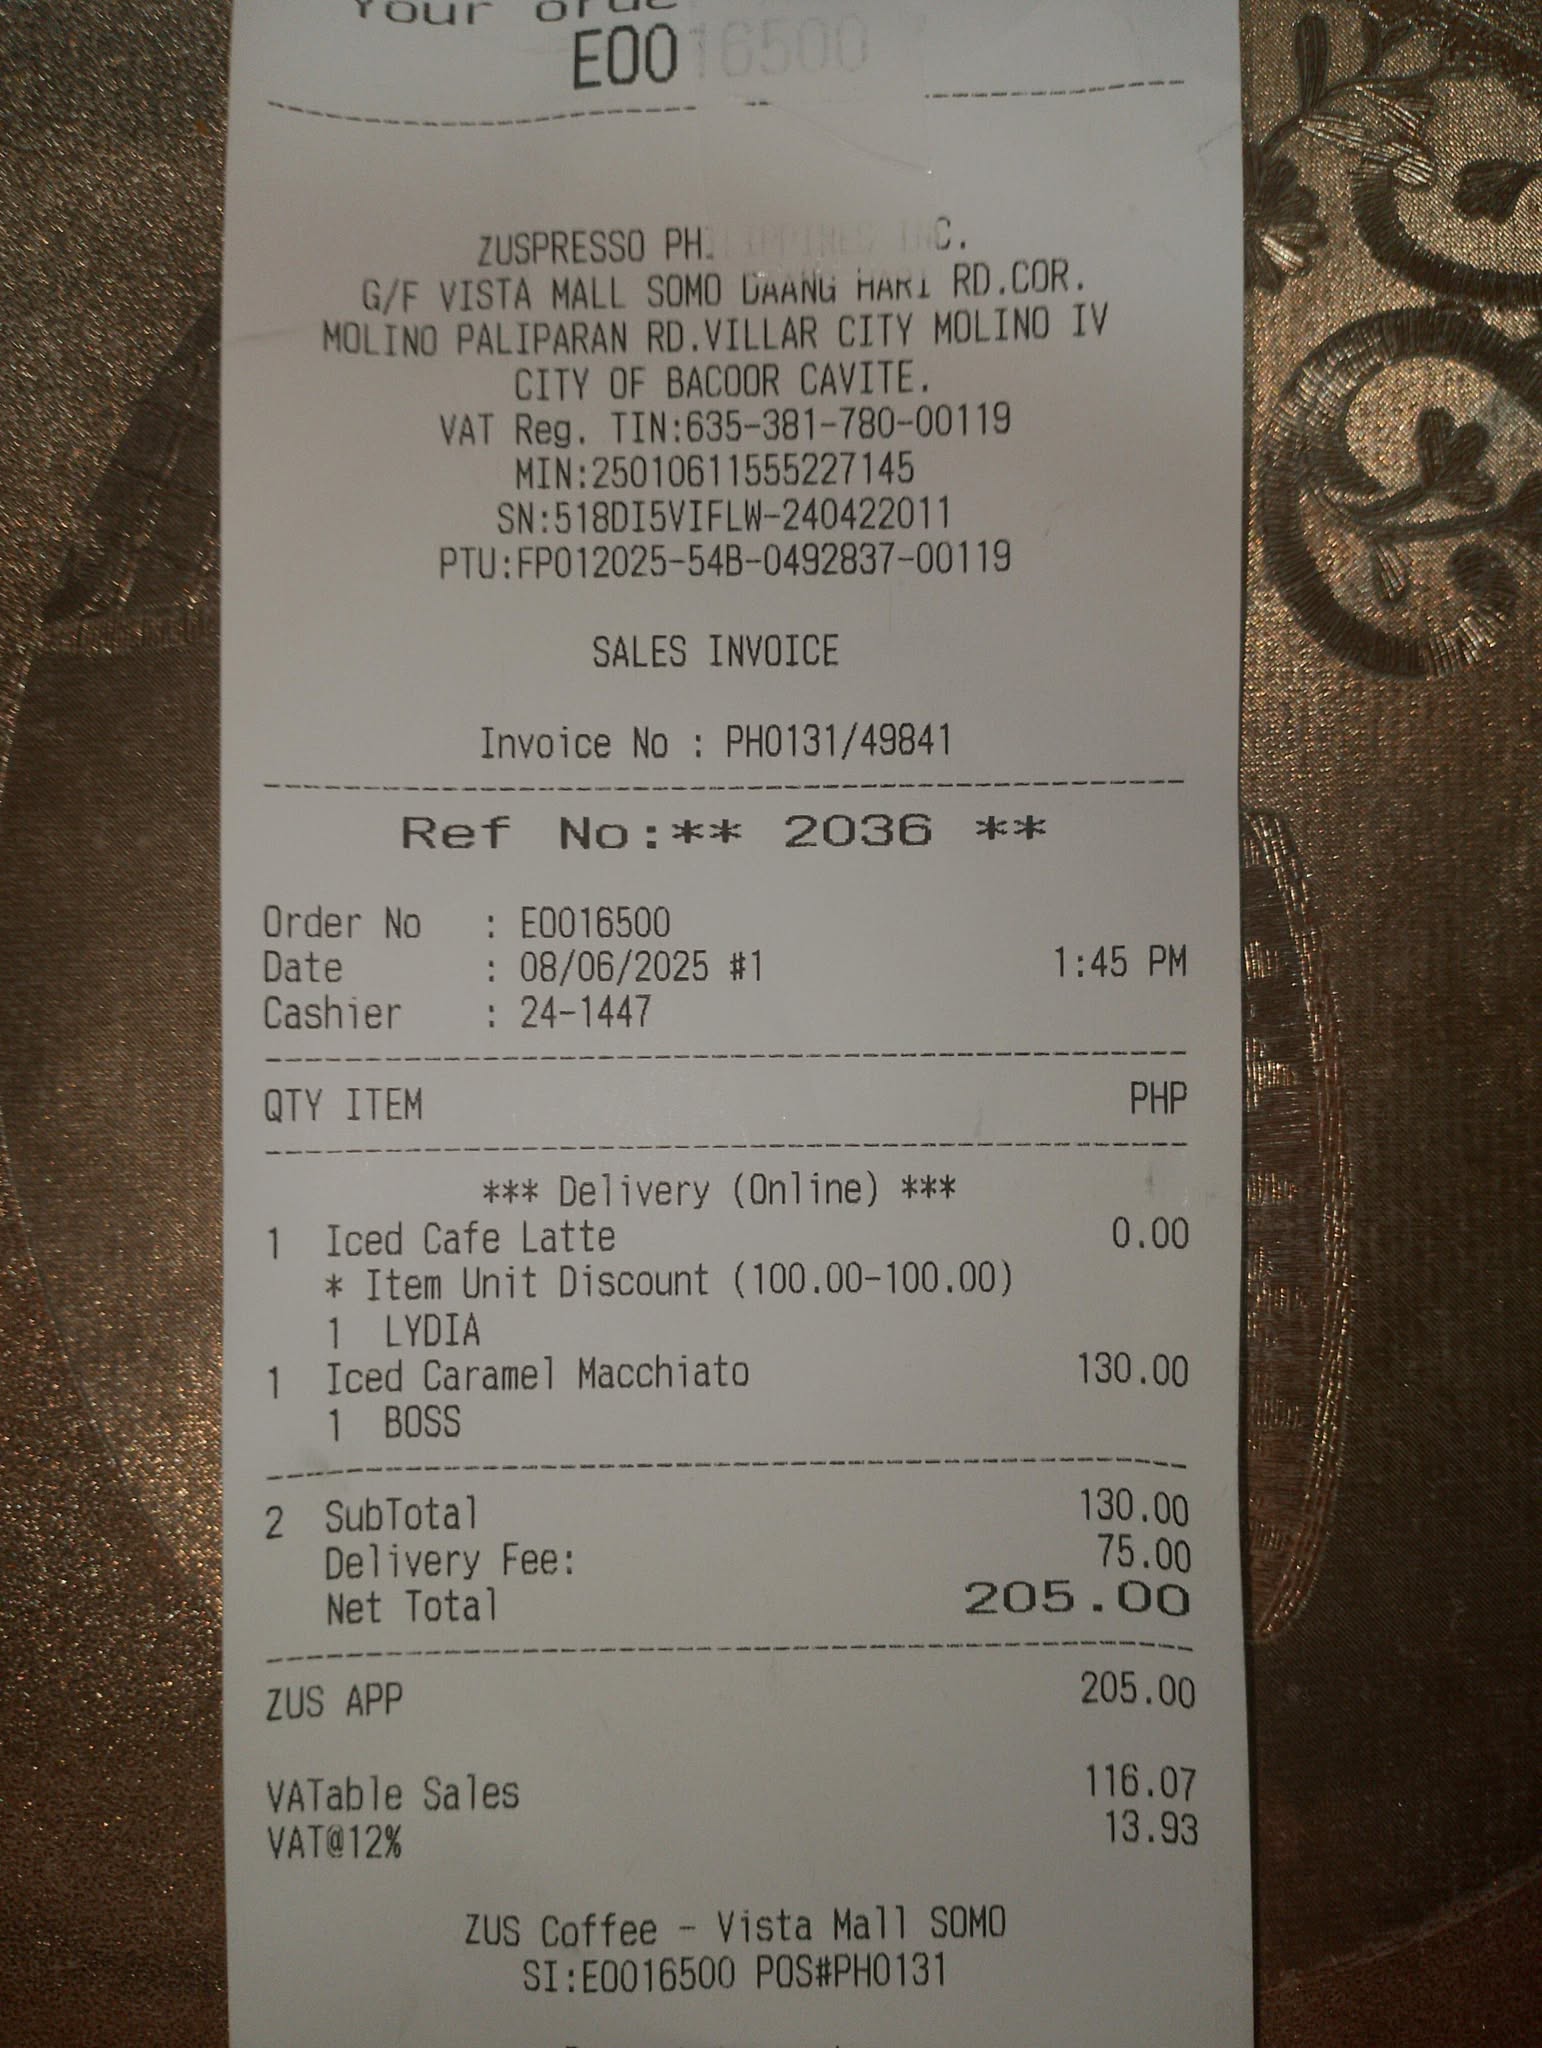 Your orde
E0016500
ZUSPRESSO PHILIPPINES INC.
G/F VISTA MALL SOMO DAANG HARI RD.COR.
MOLINO PALIPARAN RD.VILLAR CITY MOLINO IV
CITY OF BACOOR CAVITE.
VAT Reg. TIN:635-381-780-00119
MIN:25010611555227145
SN:518DI5VIFLW-240422011
PTU:FP012025-54B-0492837-00119
SALES INVOICE
Invoice No : PH0131/49841
Ref No:** 2036 **
Order No : E0016500
Date : 08/06/2025 #1 1:45 PM
Cashier : 24-1447
QTY ITEM PHP
*** Delivery (Online) ***
1 Iced Cafe Latte 0.00
* Item Unit Discount (100.00-100.00)
1 LYDIA
1 Iced Caramel Macchiato 130.00
1 BOSS
2 SubTotal 130.00
Delivery Fee: 75.00
Net Total 205.00
ZUS APP 205.00
VATable Sales 116.07
VAT@12% 13.93
ZUS Coffee - Vista Mall SOMO
SI:E0016500 POS#PH0131